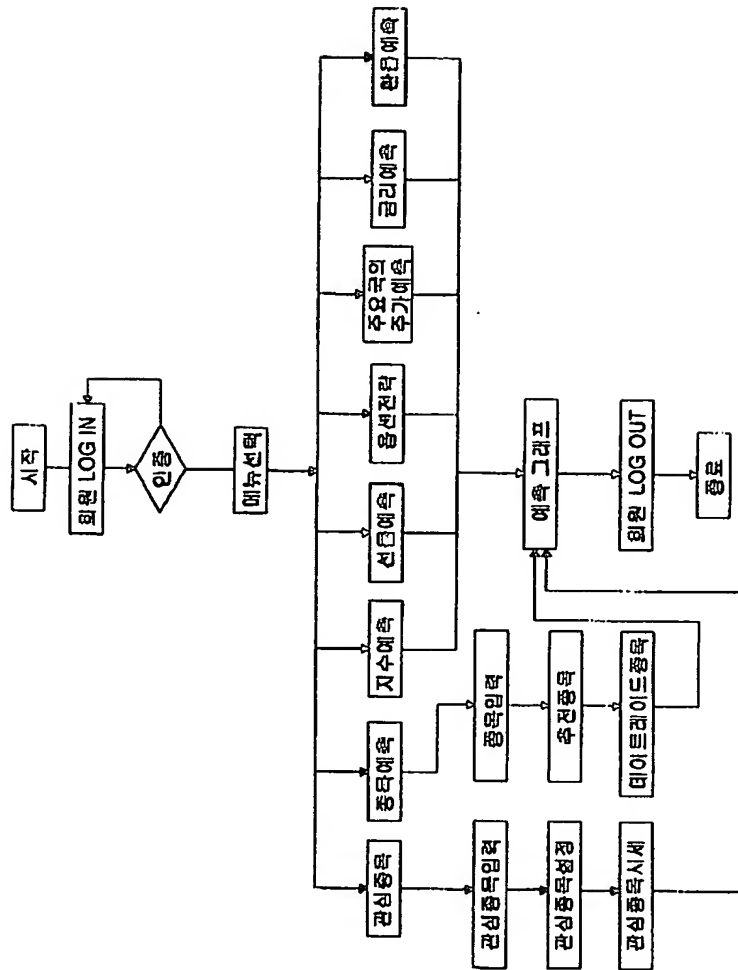 시작
회원 LOG IN
인증
메뉴선택
관심종목
종타예측
지수예측
선물예측
옵션전략
주요국의
주가예측
금리예측
환율예측
관심종목입력
관심종목설정
관심종목시세
종목입력
추천종목
데이트레이드종목
예측 그래프
회원 LOG OUT
종료